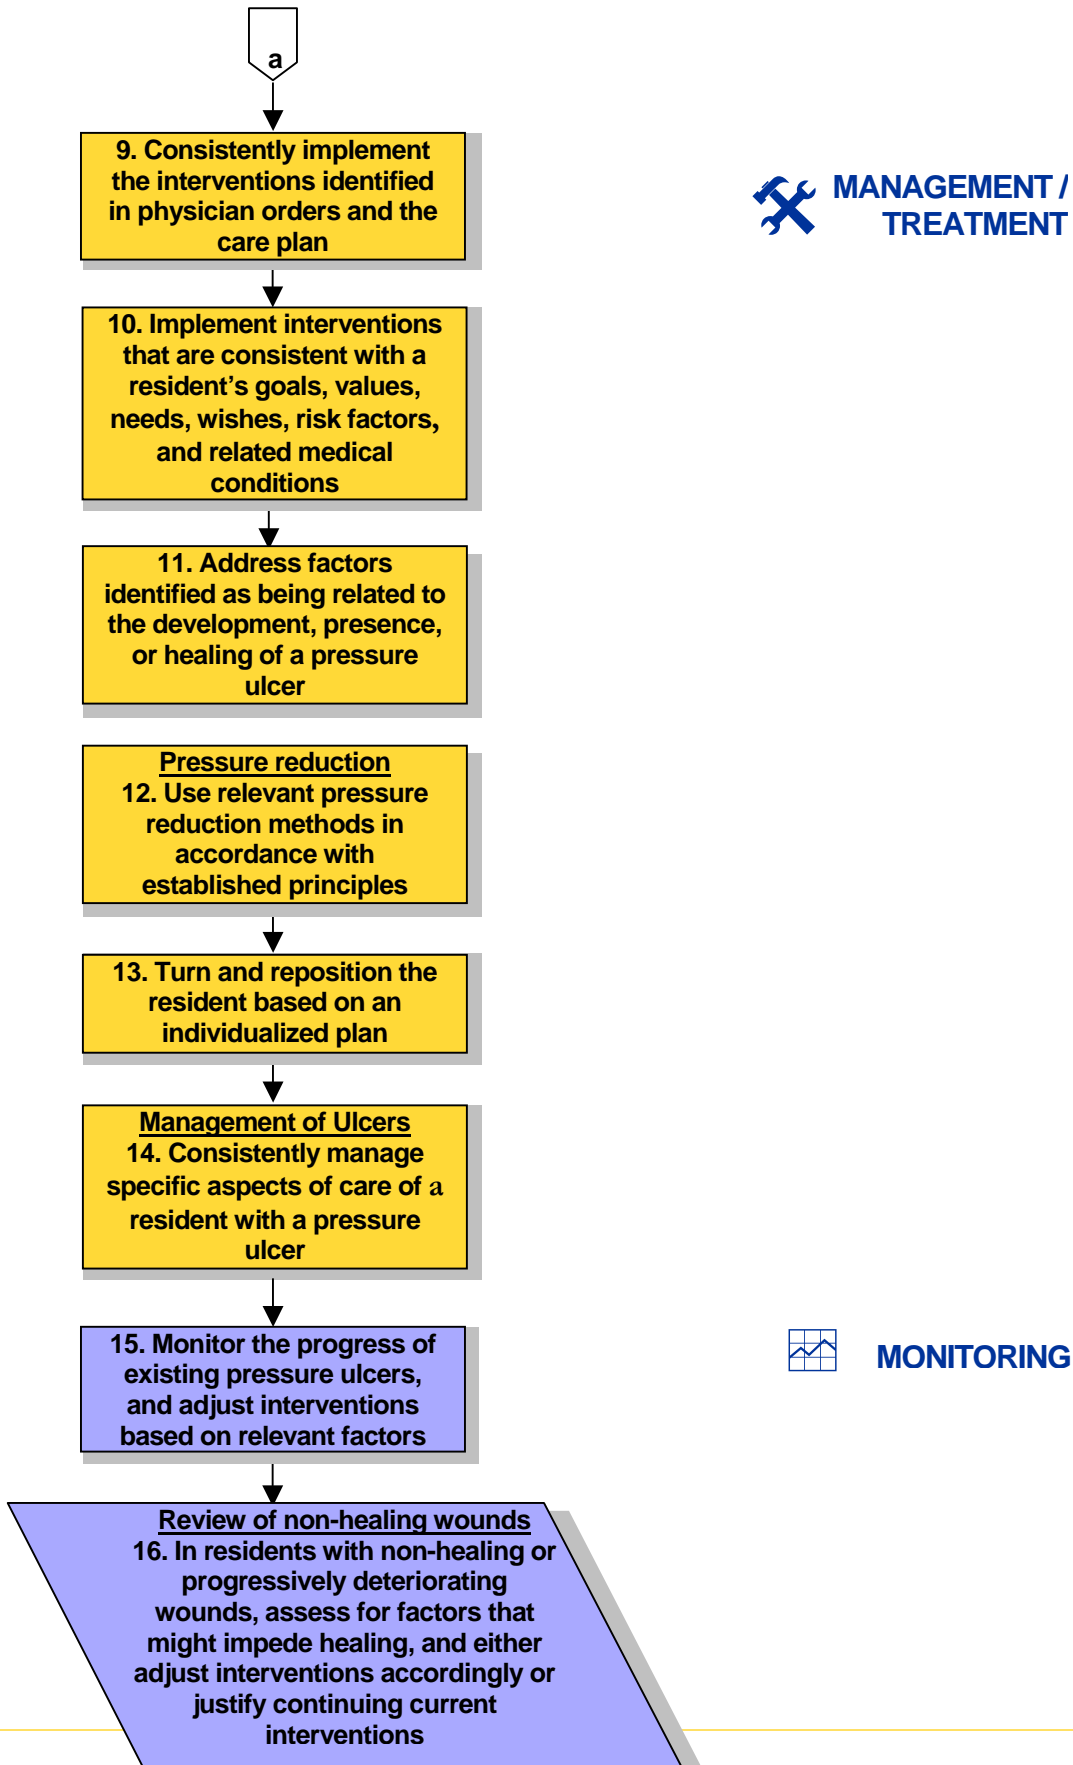 a
9. Consistently implement
the interventions identified
in physician orders and the
care plan
MANAGEMENT /
TREATMENT
10. Implement interventions
that are consistent with a
resident’s goals, values,
needs, wishes, risk factors,
and related medical
conditions
11. Address factors
identified as being related to
the development, presence,
or healing of a pressure
ulcer
Pressure reduction
12. Use relevant pressure
reduction methods in
accordance with
established principles
13. Turn and reposition the
resident based on an
individualized plan
Management of Ulcers
14. Consistently manage
specific aspects of care of a
resident with a pressure
ulcer
15. Monitor the progress of
existing pressure ulcers,
and adjust interventions
based on relevant factors
MONITORING
Review of non-healing wounds
16. In residents with non-healing or
progressively deteriorating
wounds, assess for factors that
might impede healing, and either
adjust interventions accordingly or
justify continuing current
interventions